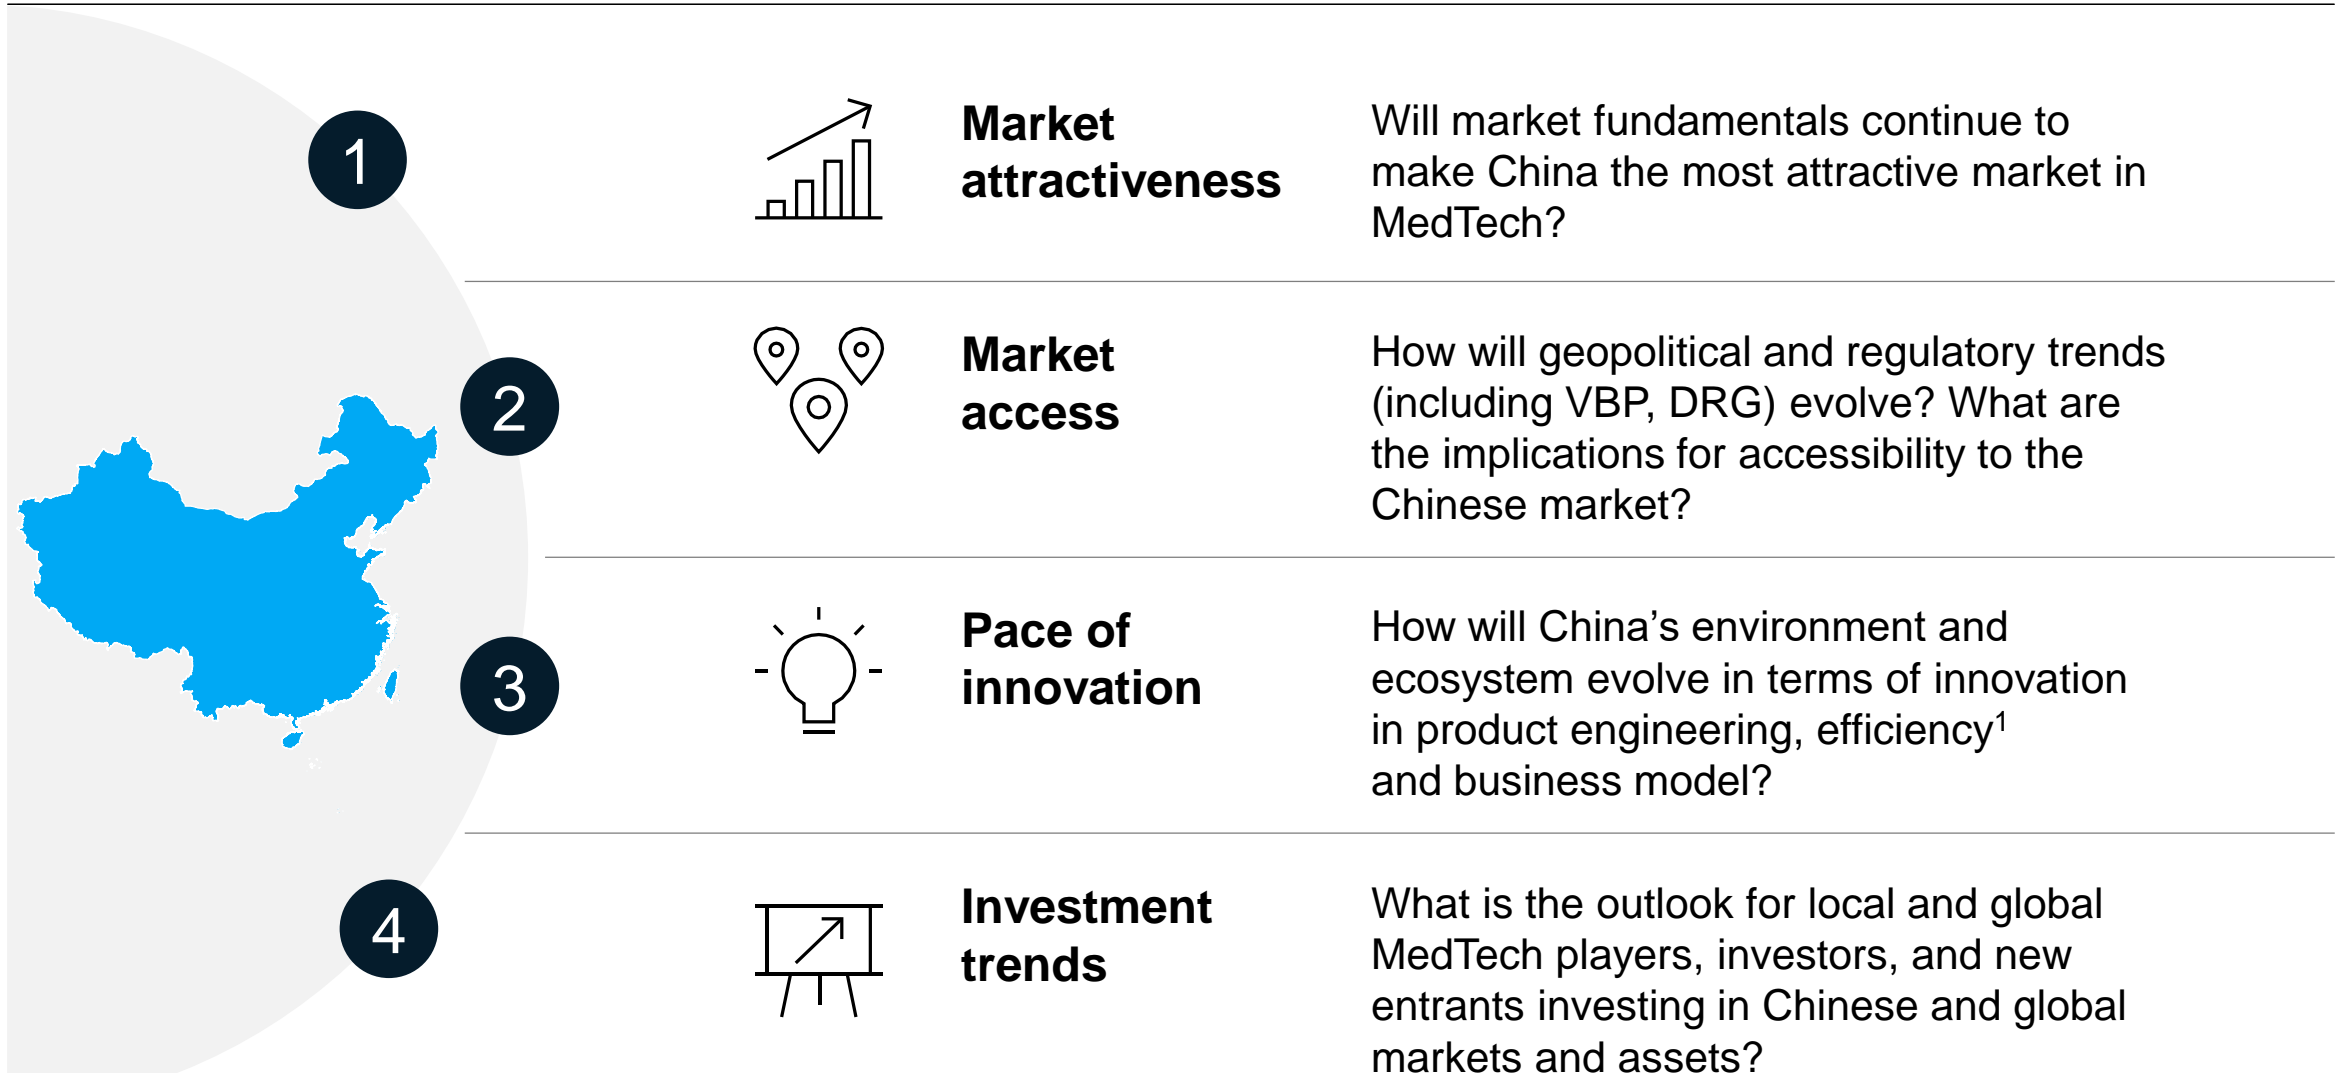 1
Market
attractiveness
Will market fundamentals continue to
make China the most attractive market in
MedTech?
2
Market
access
How will geopolitical and regulatory trends
(including VBP, DRG) evolve? What are
the implications for accessibility to the
Chinese market?
3
Pace of
innovation
How will China’s environment and
ecosystem evolve in terms of innovation
in product engineering, efficiency¹
and business model?
4
Investment
trends
What is the outlook for local and global
MedTech players, investors, and new
entrants investing in Chinese and global
markets and assets?